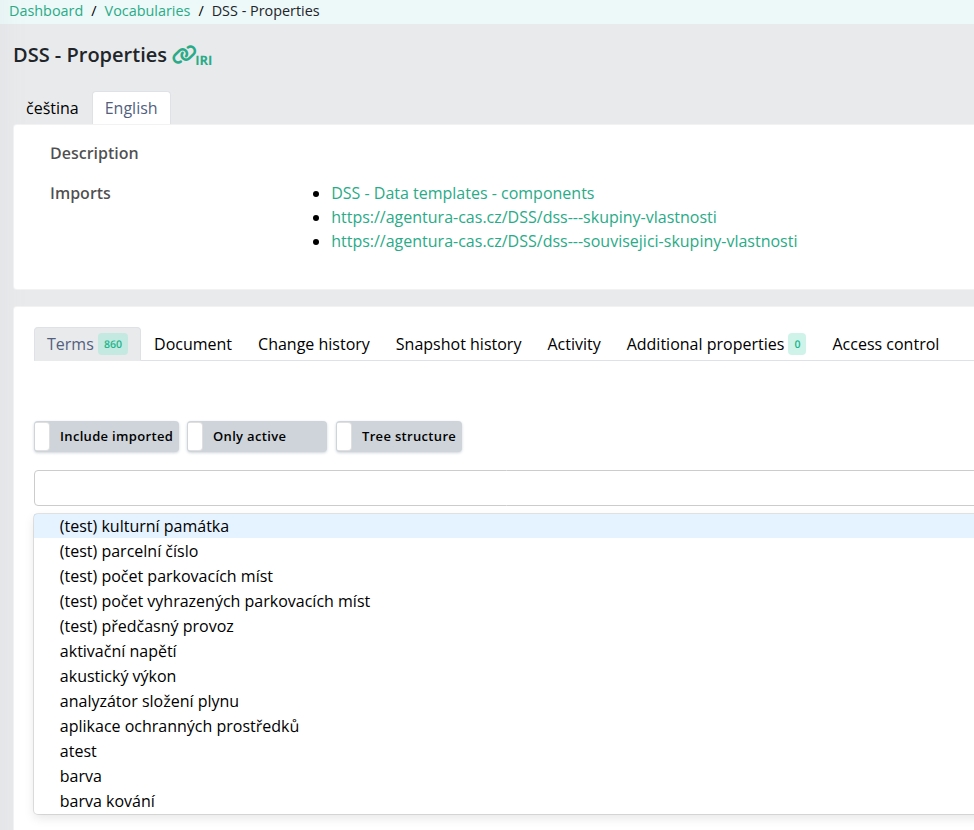 Dashboard / Vocabularies / DSS - Properties
DSS - Properties IRI
čeština English
Description
Imports
DSS - Data templates - components
https://agentura-cas.cz/DSS/dss---skupiny-vlastnosti
https://agentura-cas.cz/DSS/dss---souvisejici-skupiny-vlastnosti
Terms 860 Document Change history Snapshot history Activity Additional properties 0 Access control
Include imported Only active Tree structure
(test) kulturní památka
(test) parcelní číslo
(test) počet parkovacích míst
(test) počet vyhrazených parkovacích míst
(test) předčasný provoz
aktivační napětí
akustický výkon
analyzátor složení plynu
aplikace ochranných prostředků
atest
barva
barva kování